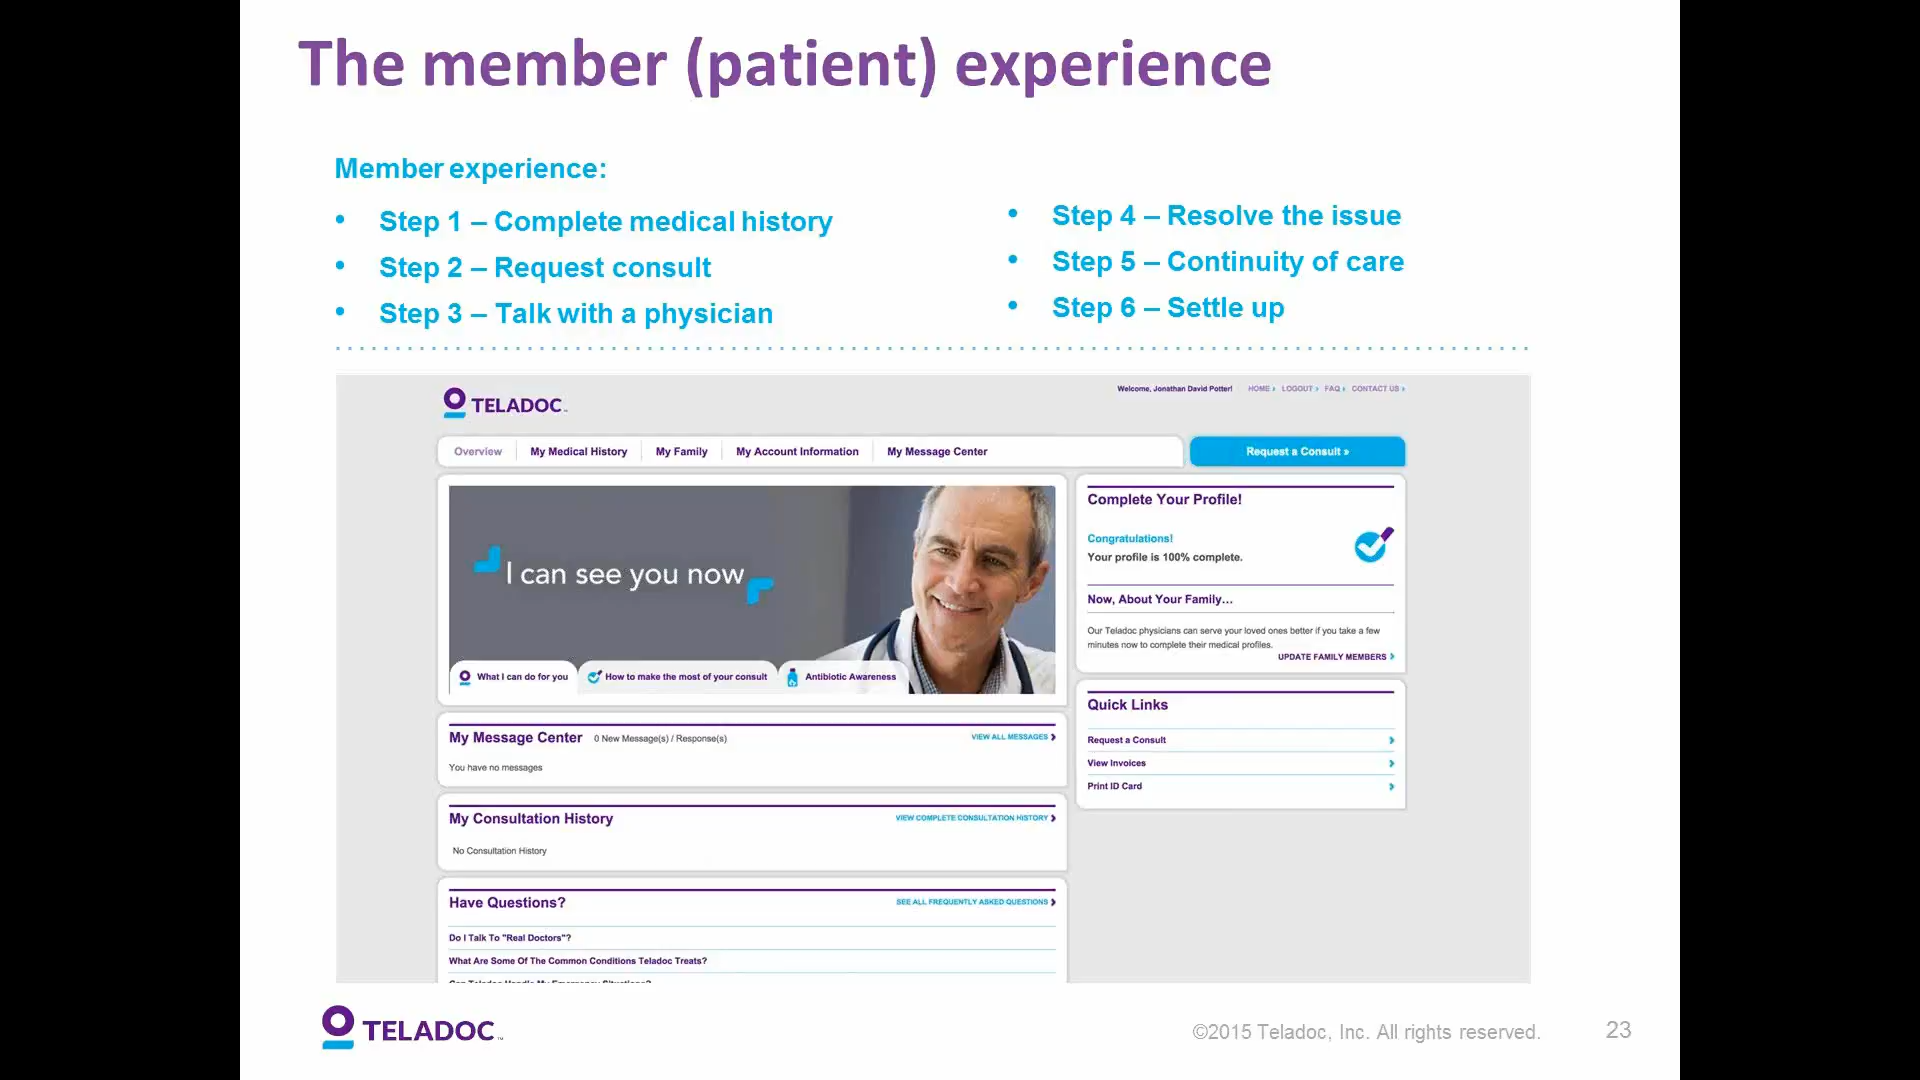 The member (patient) experience
Member experience:
• Step 1 – Complete medical history
• Step 2 – Request consult
• Step 3 – Talk with a physician
• Step 4 – Resolve the issue
• Step 5 – Continuity of care
• Step 6 – Settle up
TELADOC™
Welcome, Jonathan David Potter! HOME › LOGOUT › FAQ › CONTACT US ›
Overview My Medical History My Family My Account Information My Message Center
Request a Consult »
I can see you now
What I can do for you How to make the most of your consult Antibiotic Awareness
Complete Your Profile!
Congratulations!
Your profile is 100% complete.
Now, About Your Family...
Our Teladoc physicians can serve your loved ones better if you take a few
minutes now to complete their medical profiles.
UPDATE FAMILY MEMBERS ›
Quick Links
Request a Consult ›
View Invoices ›
Print ID Card ›
My Message Center 0 New Message(s) / Response(s) VIEW ALL MESSAGES ›
You have no messages
My Consultation History VIEW COMPLETE CONSULTATION HISTORY ›
No Consultation History
Have Questions? SEE ALL FREQUENTLY ASKED QUESTIONS ›
Do I Talk To "Real Doctors"?
What Are Some Of The Common Conditions Teladoc Treats?
Can Teladoc Handle My Emergency Situations?
TELADOC™
©2015 Teladoc, Inc. All rights reserved. 23